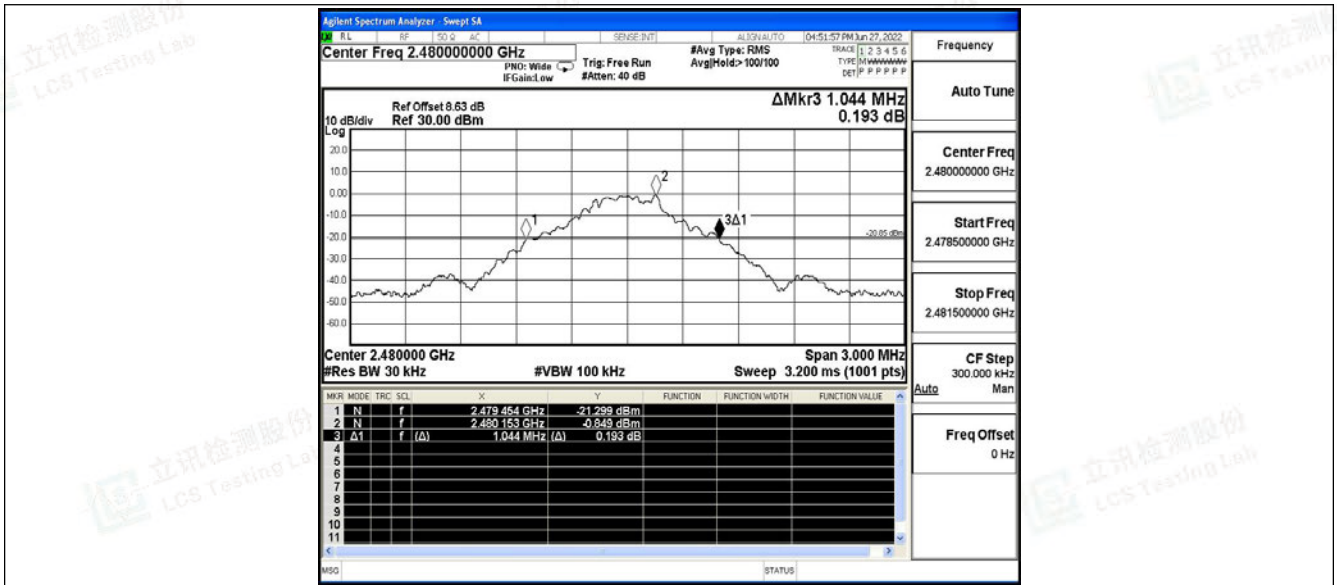 Agilent Spectrum Analyzer - Swept SA
RL RF 50 Ω AC SENSE:INT ALIGNAUTO 04:51:57 PM Jun 27, 2022
Center Freq 2.480000000 GHz
PNO: Wide
IFGain:Low
Trig: Free Run
#Atten: 40 dB
#Avg Type: RMS
Avg|Hold:>100/100
TRACE 1 2 3 4 5 6
TYPE M WWWWW
DET P P P P P P
ΔMkr3 1.044 MHz
0.193 dB
Ref Offset 8.63 dB
10 dB/div Ref 30.00 dBm
Log
20.0
10.0
0.00
-10.0
-20.0
-30.0
-40.0
-50.0
-60.0
1
2
3Δ1
-20.85 dBm
Center 2.480000 GHz Span 3.000 MHz
#Res BW 30 kHz #VBW 100 kHz Sweep 3.200 ms (1001 pts)
MKR MODE TRC SCL X Y FUNCTION FUNCTION WIDTH FUNCTION VALUE
1 N f 2.479 454 GHz -21.299 dBm
2 N f 2.480 153 GHz -0.849 dBm
3 Δ1 f (Δ) 1.044 MHz (Δ) 0.193 dB
4
5
6
7
8
9
10
11
MSG STATUS
Frequency
Auto Tune
Center Freq
2.480000000 GHz
Start Freq
2.478500000 GHz
Stop Freq
2.481500000 GHz
CF Step
300.000 kHz
Auto Man
Freq Offset
0 Hz
立讯检测股份
LCS Testing Lab
立讯检测股份
LCS Testing Lab
立讯检测股份
LCS Testing Lab
立讯检测股份
LCS Testing Lab